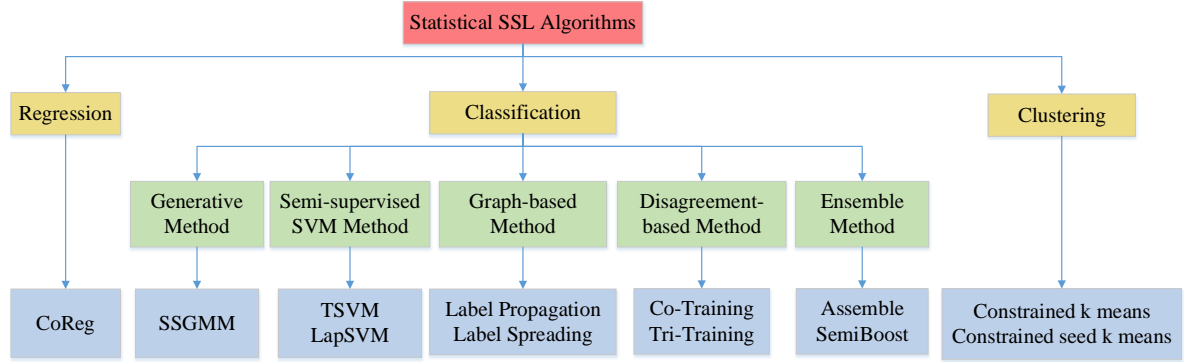 Statistical SSL Algorithms
Regression
Classification
Clustering
Generative
Method
Semi-supervised
SVM Method
Graph-based
Method
Disagreement-
based Method
Ensemble
Method
CoReg
SSGMM
TSVM
LapSVM
Label Propagation
Label Spreading
Co-Training
Tri-Training
Assemble
SemiBoost
Constrained k means
Constrained seed k means